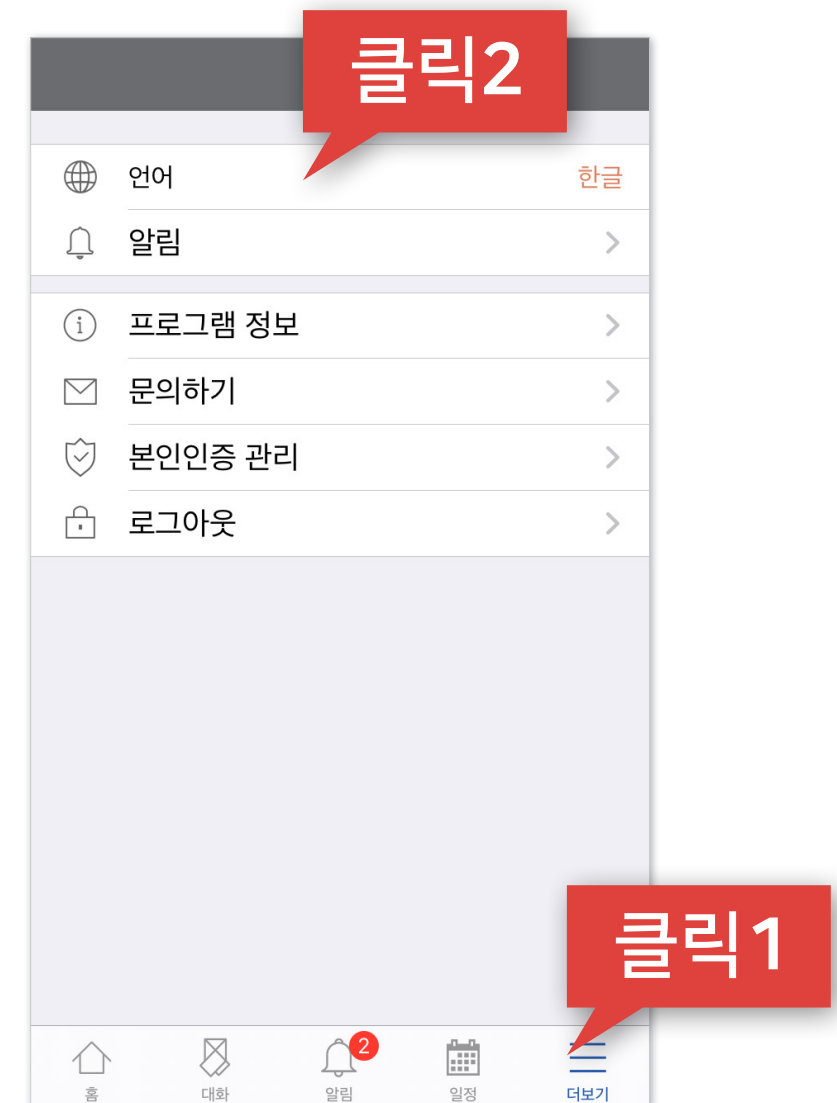 클릭2
언어 한글
알림
프로그램 정보
문의하기
본인인증 관리
로그아웃
클릭1
2
홈 대화 알림 일정 더보기